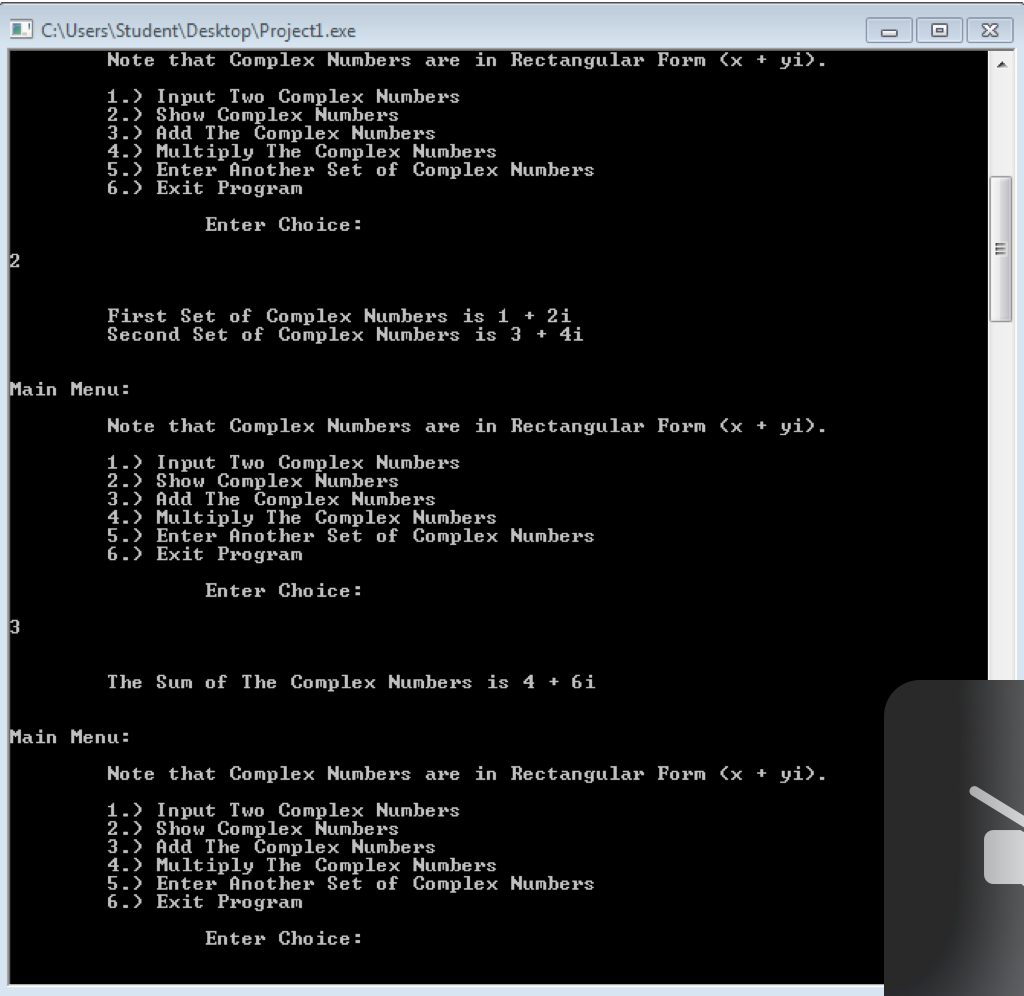 C:\Users\Student\Desktop\Project1.exe
Note that Complex Numbers are in Rectangular Form (x + yi).
1.) Input Two Complex Numbers
2.) Show Complex Numbers
3.) Add The Complex Numbers
4.) Multiply The Complex Numbers
5.) Enter Another Set of Complex Numbers
6.) Exit Program
Enter Choice:
2
First Set of Complex Numbers is 1 + 2i
Second Set of Complex Numbers is 3 + 4i
Main Menu:
Note that Complex Numbers are in Rectangular Form (x + yi).
1.) Input Two Complex Numbers
2.) Show Complex Numbers
3.) Add The Complex Numbers
4.) Multiply The Complex Numbers
5.) Enter Another Set of Complex Numbers
6.) Exit Program
Enter Choice:
3
The Sum of The Complex Numbers is 4 + 6i
Main Menu:
Note that Complex Numbers are in Rectangular Form (x + yi).
1.) Input Two Complex Numbers
2.) Show Complex Numbers
3.) Add The Complex Numbers
4.) Multiply The Complex Numbers
5.) Enter Another Set of Complex Numbers
6.) Exit Program
Enter Choice: